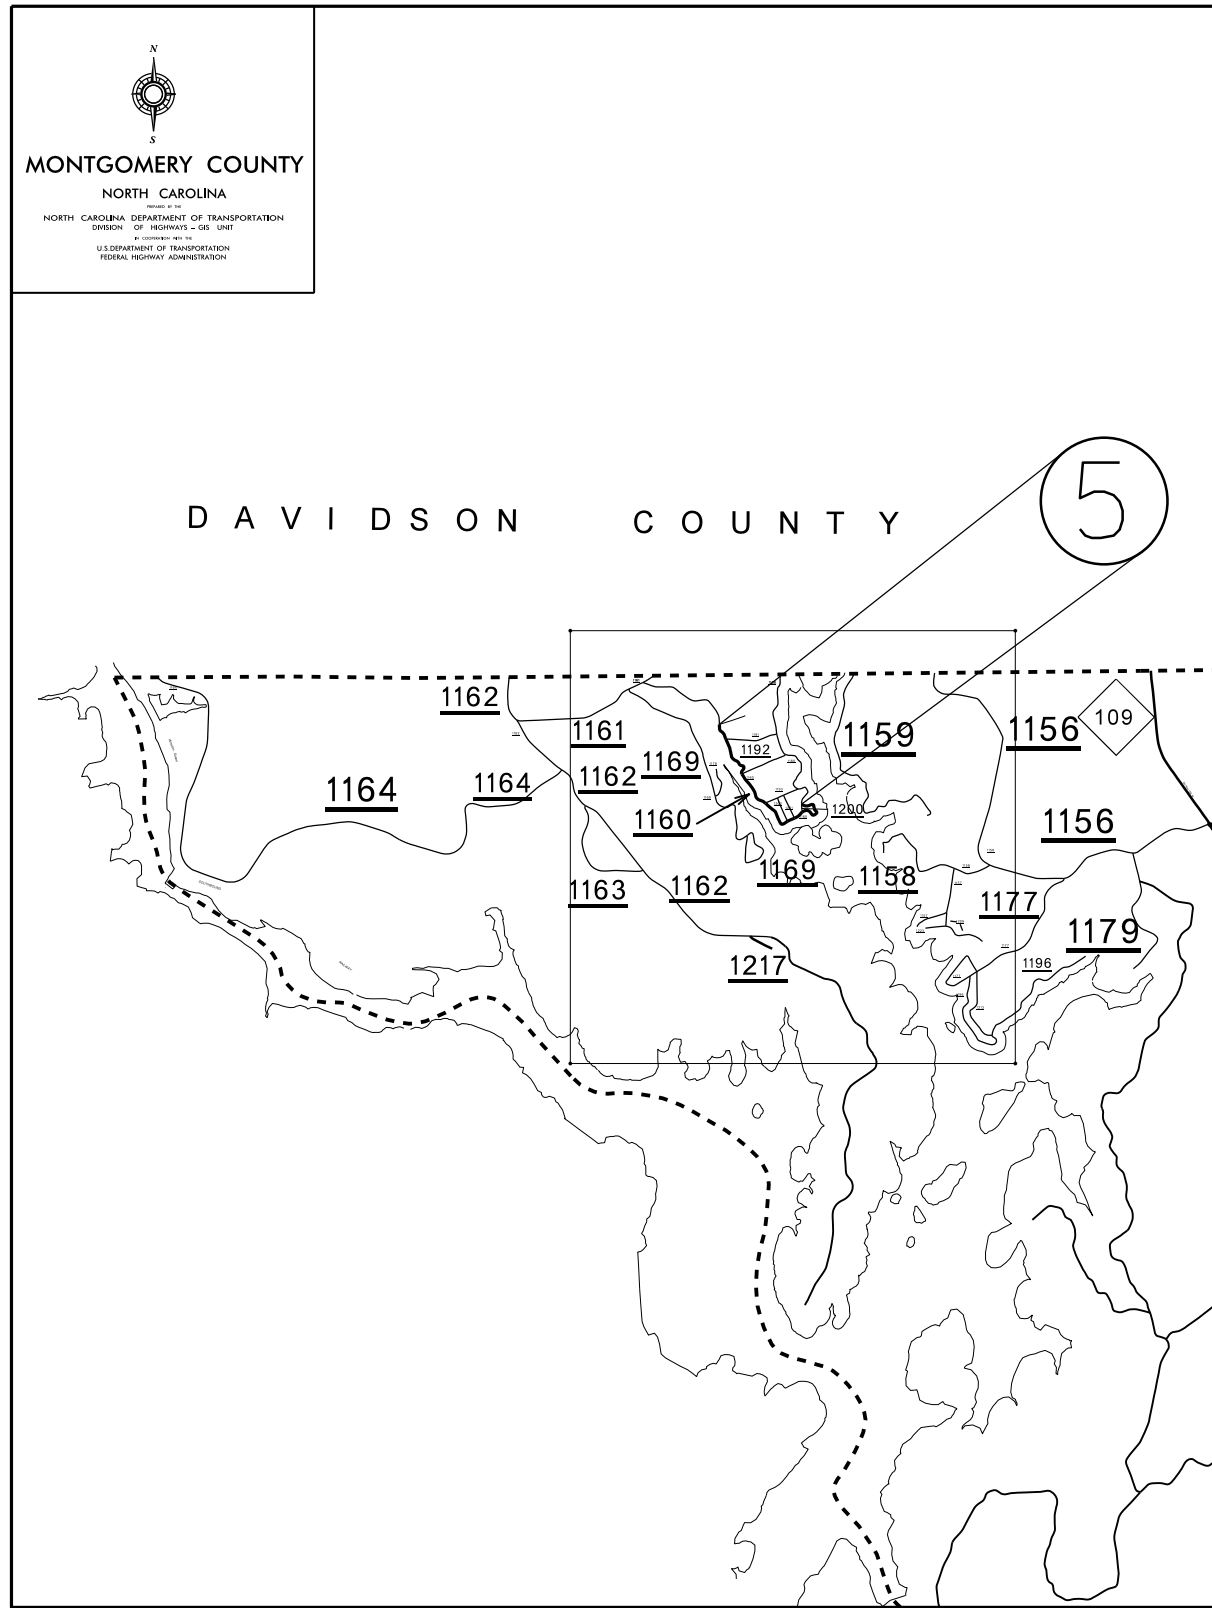 N
S
MONTGOMERY COUNTY
NORTH CAROLINA
PREPARED BY THE
NORTH CAROLINA DEPARTMENT OF TRANSPORTATION
DIVISION OF HIGHWAYS – GIS UNIT
IN COOPERATION WITH THE
U.S.DEPARTMENT OF TRANSPORTATION
FEDERAL HIGHWAY ADMINISTRATION
5
DAVIDSON COUNTY
1162
1161
1159
1156
109
1192
1169
1162
1164
1164
1160
1200
1156
1169
1158
1163
1162
1177
1179
1217
1196
SOUTHBOUND
RAILWAY